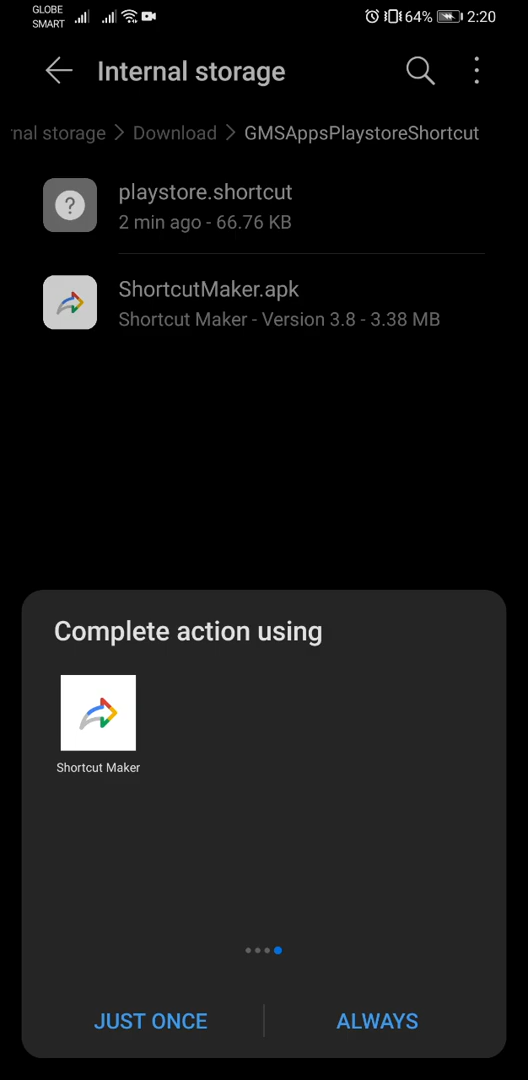 GLOBE
SMART
64% 2:20
Internal storage
nal storage > Download > GMSAppsPlaystoreShortcut
playstore.shortcut
2 min ago - 66.76 KB
ShortcutMaker.apk
Shortcut Maker - Version 3.8 - 3.38 MB
Complete action using
Shortcut Maker
JUST ONCE
ALWAYS